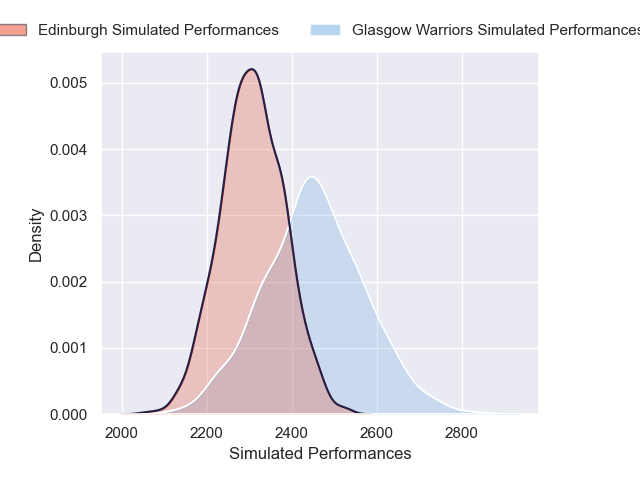 Edinburgh Simulated Performances
Glasgow Warriors Simulated Performances
0.005
0.004
0.003
0.002
0.001
0.000
Density
2000 2200 2400 2600 2800
Simulated Performances